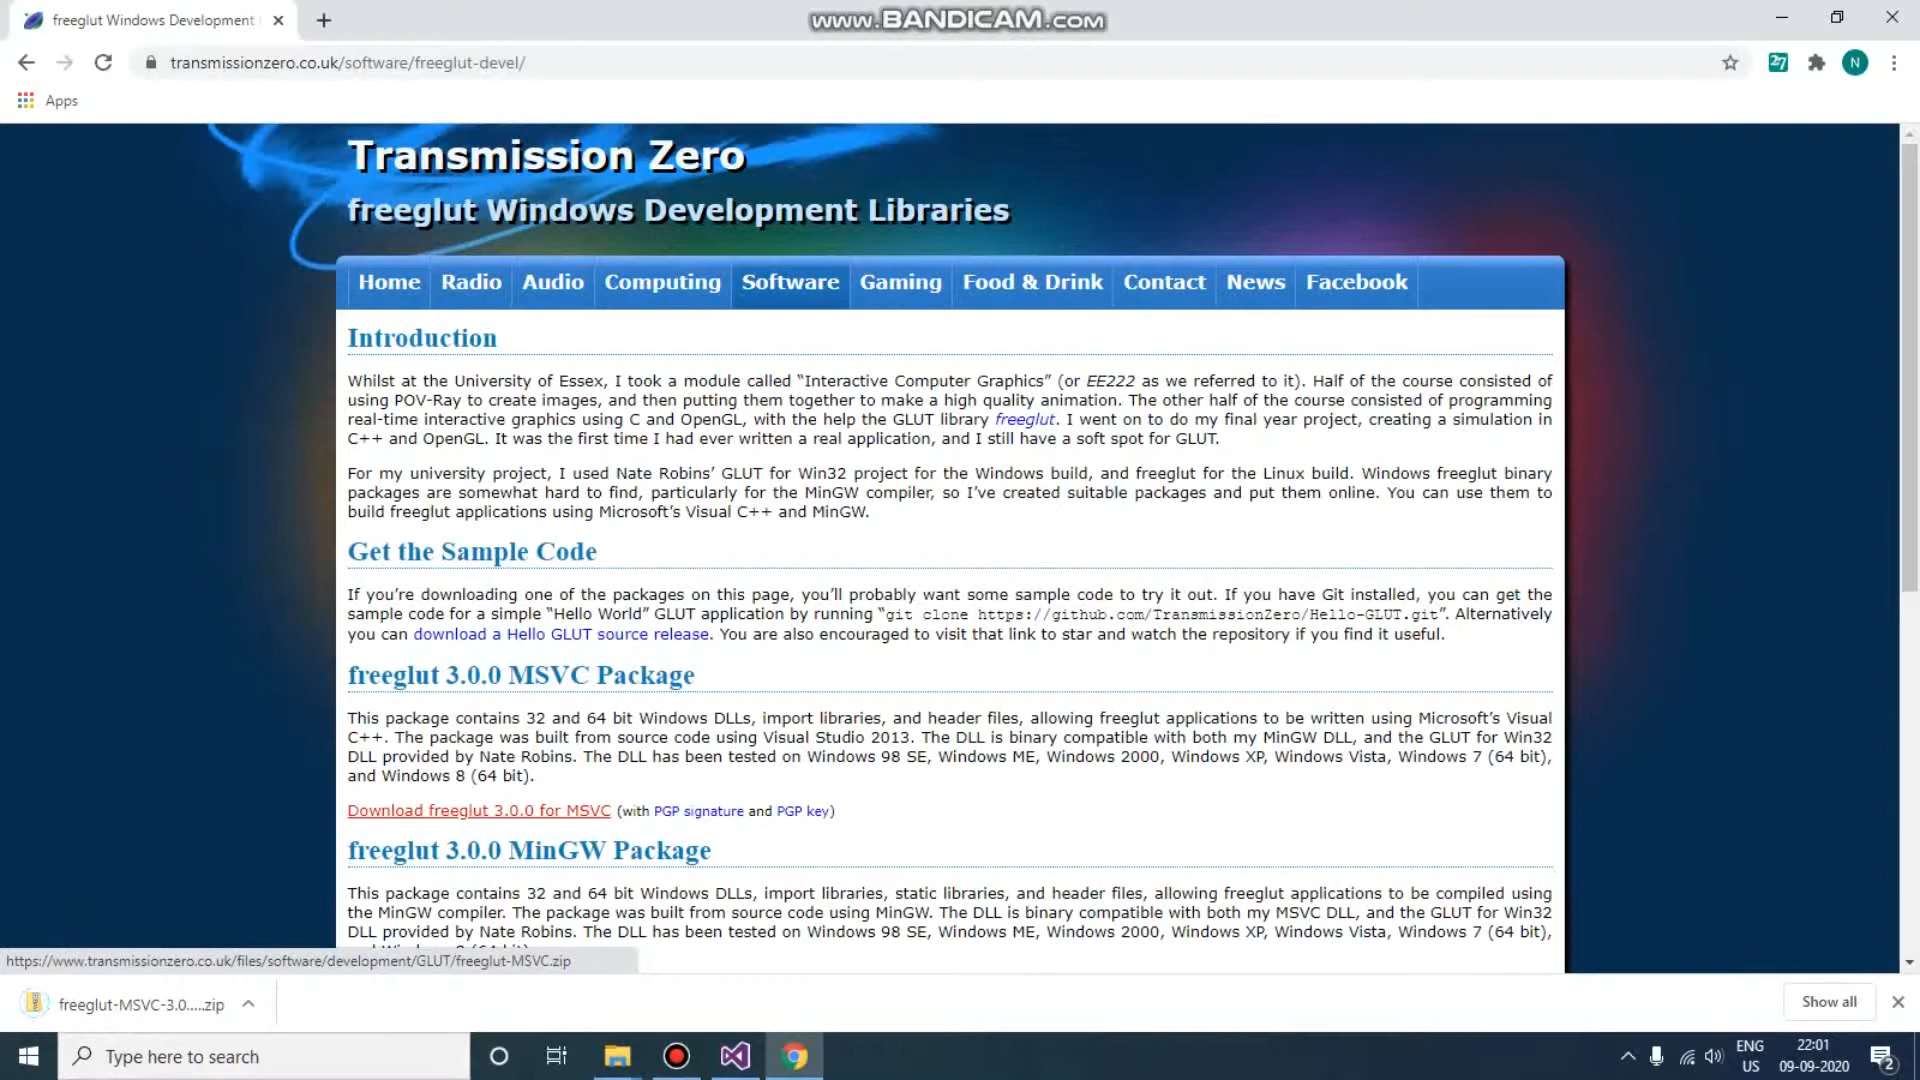 freeglut Windows Development
www.BANDICAM.com
transmissionzero.co.uk/software/freeglut-devel/
27
N
Apps
Transmission Zero
freeglut Windows Development Libraries
Home Radio Audio Computing Software Gaming Food & Drink Contact News Facebook
Introduction
Whilst at the University of Essex, I took a module called “Interactive Computer Graphics” (or EE222 as we referred to it). Half of the course consisted of
using POV-Ray to create images, and then putting them together to make a high quality animation. The other half of the course consisted of programming
real-time interactive graphics using C and OpenGL, with the help the GLUT library freeglut. I went on to do my final year project, creating a simulation in
C++ and OpenGL. It was the first time I had ever written a real application, and I still have a soft spot for GLUT.
For my university project, I used Nate Robins’ GLUT for Win32 project for the Windows build, and freeglut for the Linux build. Windows freeglut binary
packages are somewhat hard to find, particularly for the MinGW compiler, so I’ve created suitable packages and put them online. You can use them to
build freeglut applications using Microsoft’s Visual C++ and MinGW.
Get the Sample Code
If you’re downloading one of the packages on this page, you’ll probably want some sample code to try it out. If you have Git installed, you can get the
sample code for a simple “Hello World” GLUT application by running “git clone https://github.com/TransmissionZero/Hello-GLUT.git”. Alternatively
you can download a Hello GLUT source release. You are also encouraged to visit that link to star and watch the repository if you find it useful.
freeglut 3.0.0 MSVC Package
This package contains 32 and 64 bit Windows DLLs, import libraries, and header files, allowing freeglut applications to be written using Microsoft’s Visual
C++. The package was built from source code using Visual Studio 2013. The DLL is binary compatible with both my MinGW DLL, and the GLUT for Win32
DLL provided by Nate Robins. The DLL has been tested on Windows 98 SE, Windows ME, Windows 2000, Windows XP, Windows Vista, Windows 7 (64 bit),
and Windows 8 (64 bit).
Download freeglut 3.0.0 for MSVC (with PGP signature and PGP key)
freeglut 3.0.0 MinGW Package
This package contains 32 and 64 bit Windows DLLs, import libraries, static libraries, and header files, allowing freeglut applications to be compiled using
the MinGW compiler. The package was built from source code using MinGW. The DLL is binary compatible with both my MSVC DLL, and the GLUT for Win32
DLL provided by Nate Robins. The DLL has been tested on Windows 98 SE, Windows ME, Windows 2000, Windows XP, Windows Vista, Windows 7 (64 bit),
https://www.transmissionzero.co.uk/files/software/development/GLUT/freeglut-MSVC.zip
freeglut-MSVC-3.0.....zip
Show all
Type here to search
ENG
US
22:01
09-09-2020
2